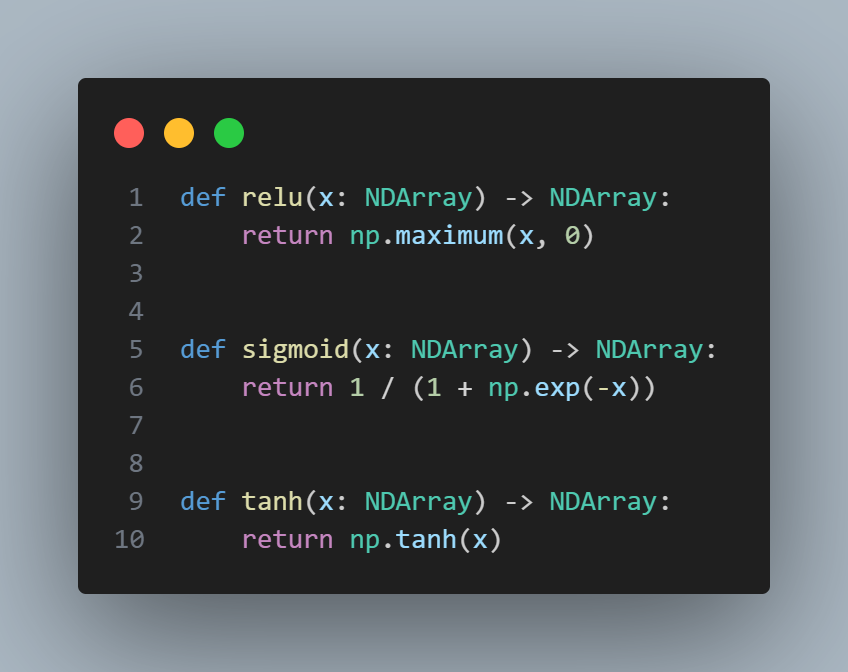 1 def relu(x: NDArray) -> NDArray:
2     return np.maximum(x, 0)
3
4
5 def sigmoid(x: NDArray) -> NDArray:
6     return 1 / (1 + np.exp(-x))
7
8
9 def tanh(x: NDArray) -> NDArray:
10     return np.tanh(x)